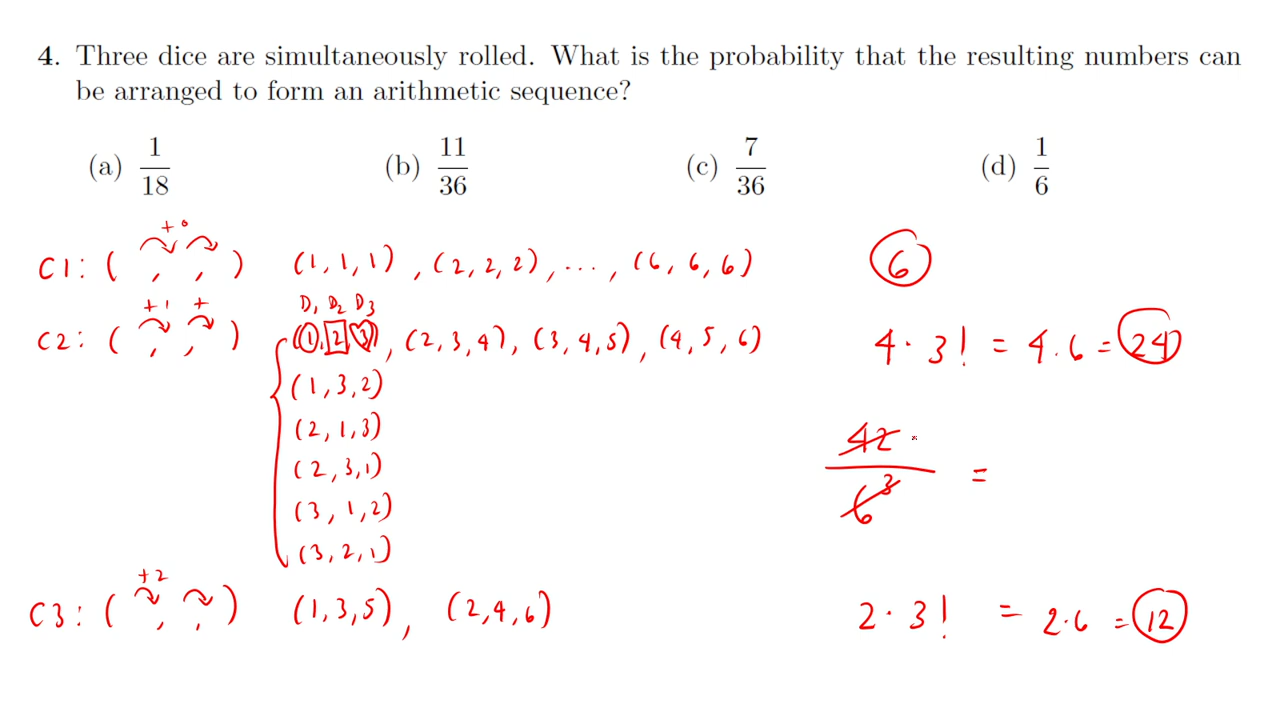 4. Three dice are simultaneously rolled. What is the probability that the resulting numbers can
be arranged to form an arithmetic sequence?
(a) 1/18 (b) 11/36 (c) 7/36 (d) 1/6
+0
C1: ( , , ) (1, 1, 1), (2, 2, 2), ..., (6, 6, 6) 6
+1 + D1 D2 D3
C2: ( , , ) (1, 2, 3), (2, 3, 4), (3, 4, 5), (4, 5, 6) 4 · 3! = 4.6 = 24
(1, 3, 2)
(2, 1, 3)
(2, 3, 1)
(3, 1, 2)
(3, 2, 1)
42/6³ =
+2
C3: ( , , ) (1, 3, 5), (2, 4, 6) 2 · 3! = 2.6 = 12